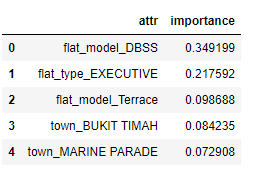 attr importance
0 flat_model_DBSS 0.349199
1 flat_type_EXECUTIVE 0.217592
2 flat_model_Terrace 0.098688
3 town_BUKIT TIMAH 0.084235
4 town_MARINE PARADE 0.072908